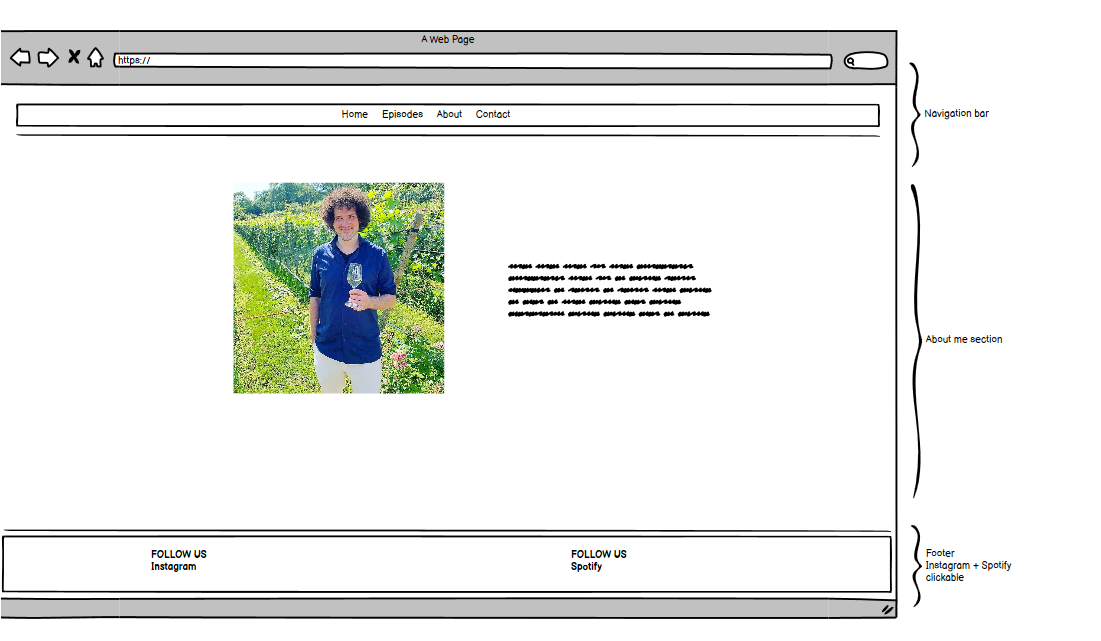 A Web Page
https://
Home Episodes About Contact
Navigation bar
About me section
FOLLOW US
Instagram
FOLLOW US
Spotify
Footer
Instagram + Spotify
clickable